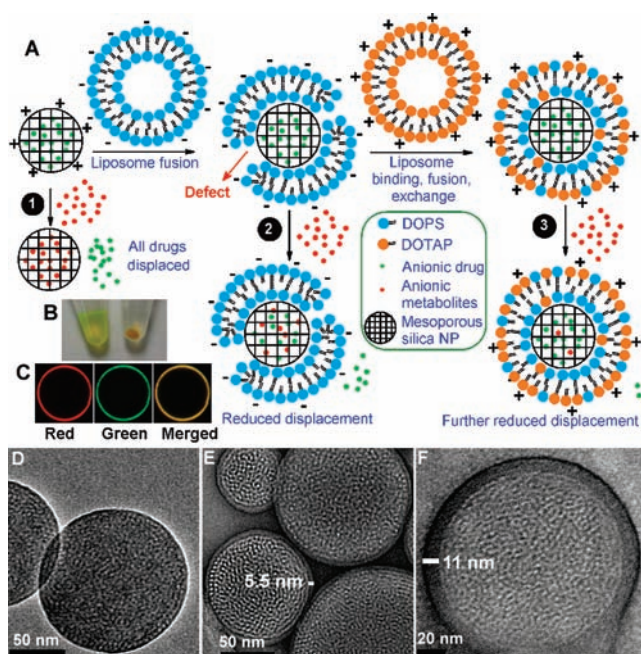 A
Liposome fusion
Defect
Liposome
binding, fusion,
exchange
1
All drugs
displaced
2
DOPS
DOTAP
Anionic drug
Anionic
metabolites
Mesoporous
silica NP
3
B
C
Red Green Merged
Reduced displacement
Further reduced displacement
D
50 nm
E
5.5 nm
50 nm
F
11 nm
20 nm